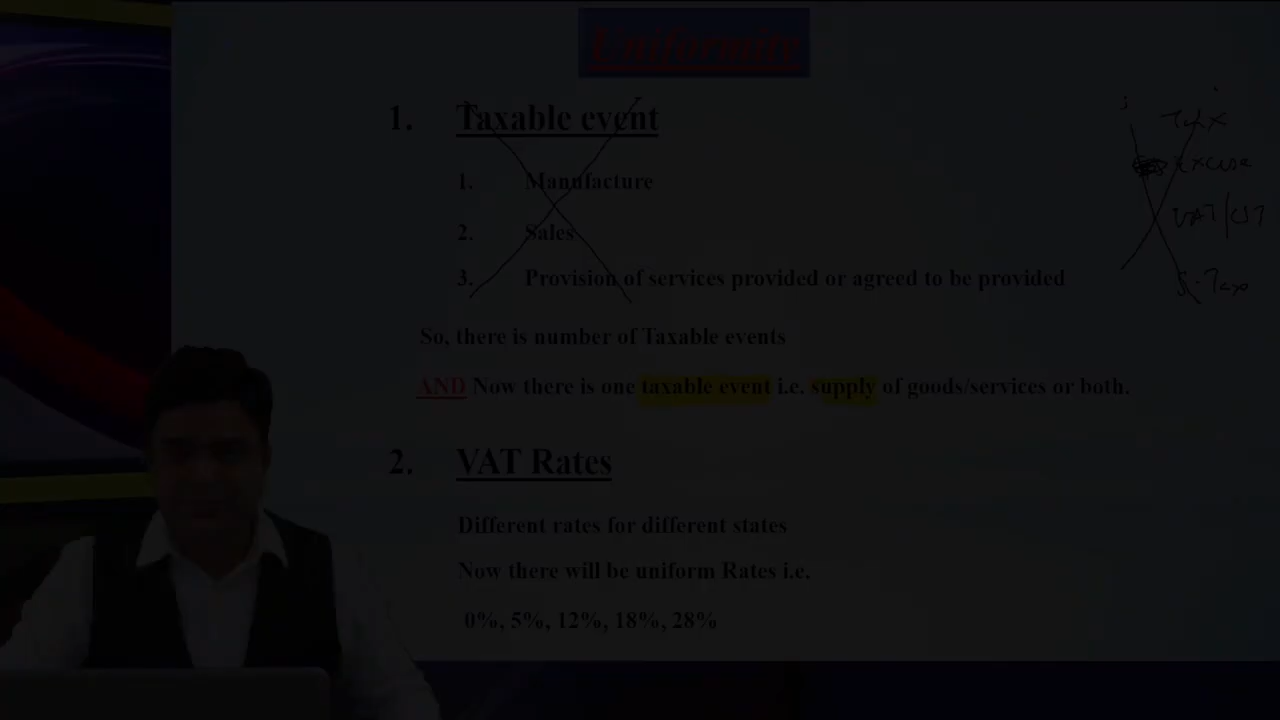 Uniformite
1. Taxable event
1. Manufacture
2. Sales
3. Provision of services provided or agreed to be provided
So, there is number of Taxable events
AND Now there is one taxable event i.e. supply of goods/services or both.
2. VAT Rates
Different rates for different states
Now there will be uniform Rates i.e.
0%, 5%, 12%, 18%, 28%
Tax
Excise
VAT/CST
S. Tax